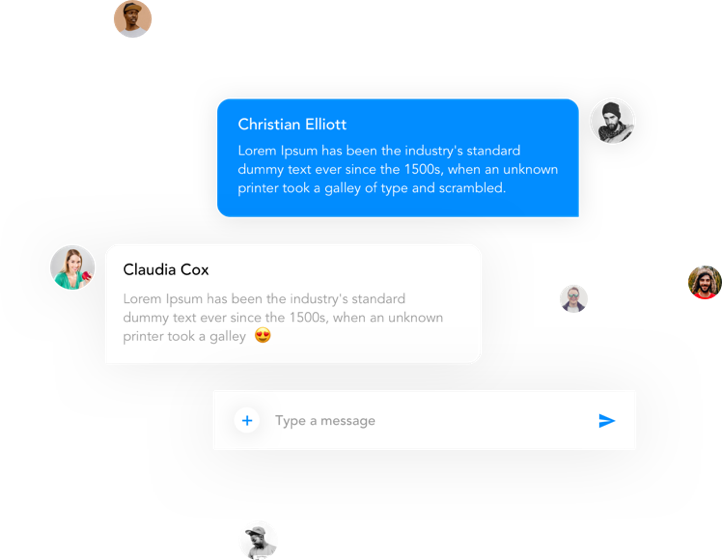 Christian Elliott
Lorem Ipsum has been the industry's standard
dummy text ever since the 1500s, when an unknown
printer took a galley of type and scrambled.
Claudia Cox
Lorem Ipsum has been the industry's standard
dummy text ever since the 1500s, when an unknown
printer took a galley 😍
Type a message